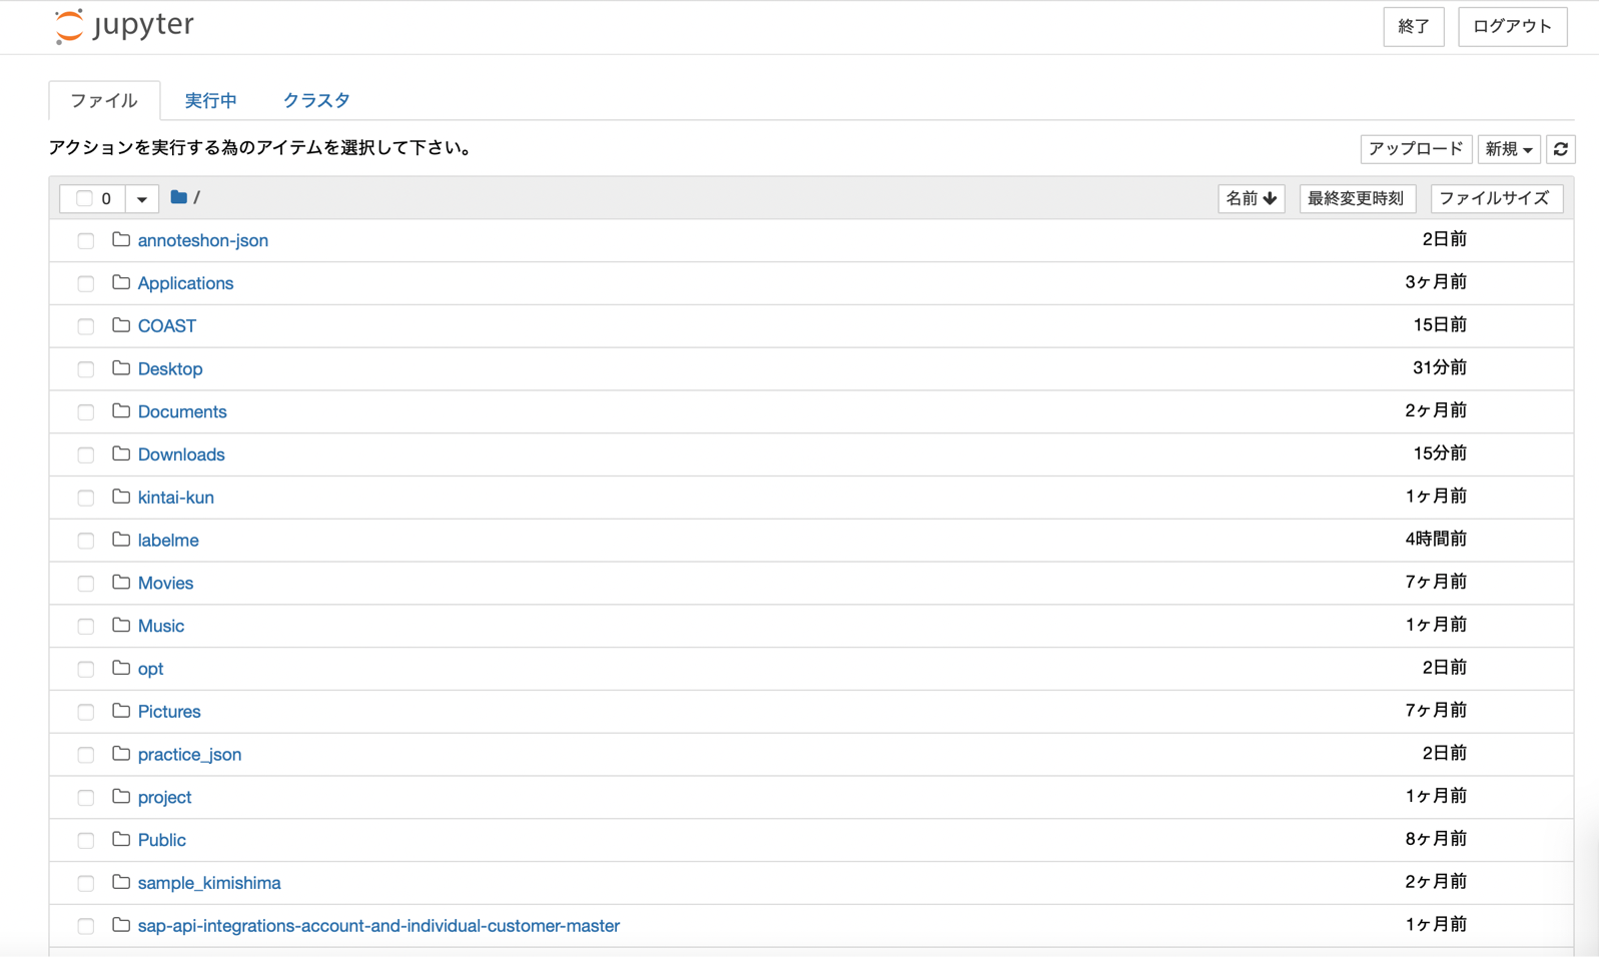 jupyter
終了 ログアウト
ファイル 実行中 クラスタ
アクションを実行する為のアイテムを選択して下さい。 アップロード 新規
0 / 名前 最終変更時刻 ファイルサイズ
annoteshon-json 2日前
Applications 3ヶ月前
COAST 15日前
Desktop 31分前
Documents 2ヶ月前
Downloads 15分前
kintai-kun 1ヶ月前
labelme 4時間前
Movies 7ヶ月前
Music 1ヶ月前
opt 2日前
Pictures 7ヶ月前
practice_json 2日前
project 1ヶ月前
Public 8ヶ月前
sample_kimishima 2ヶ月前
sap-api-integrations-account-and-individual-customer-master 1ヶ月前